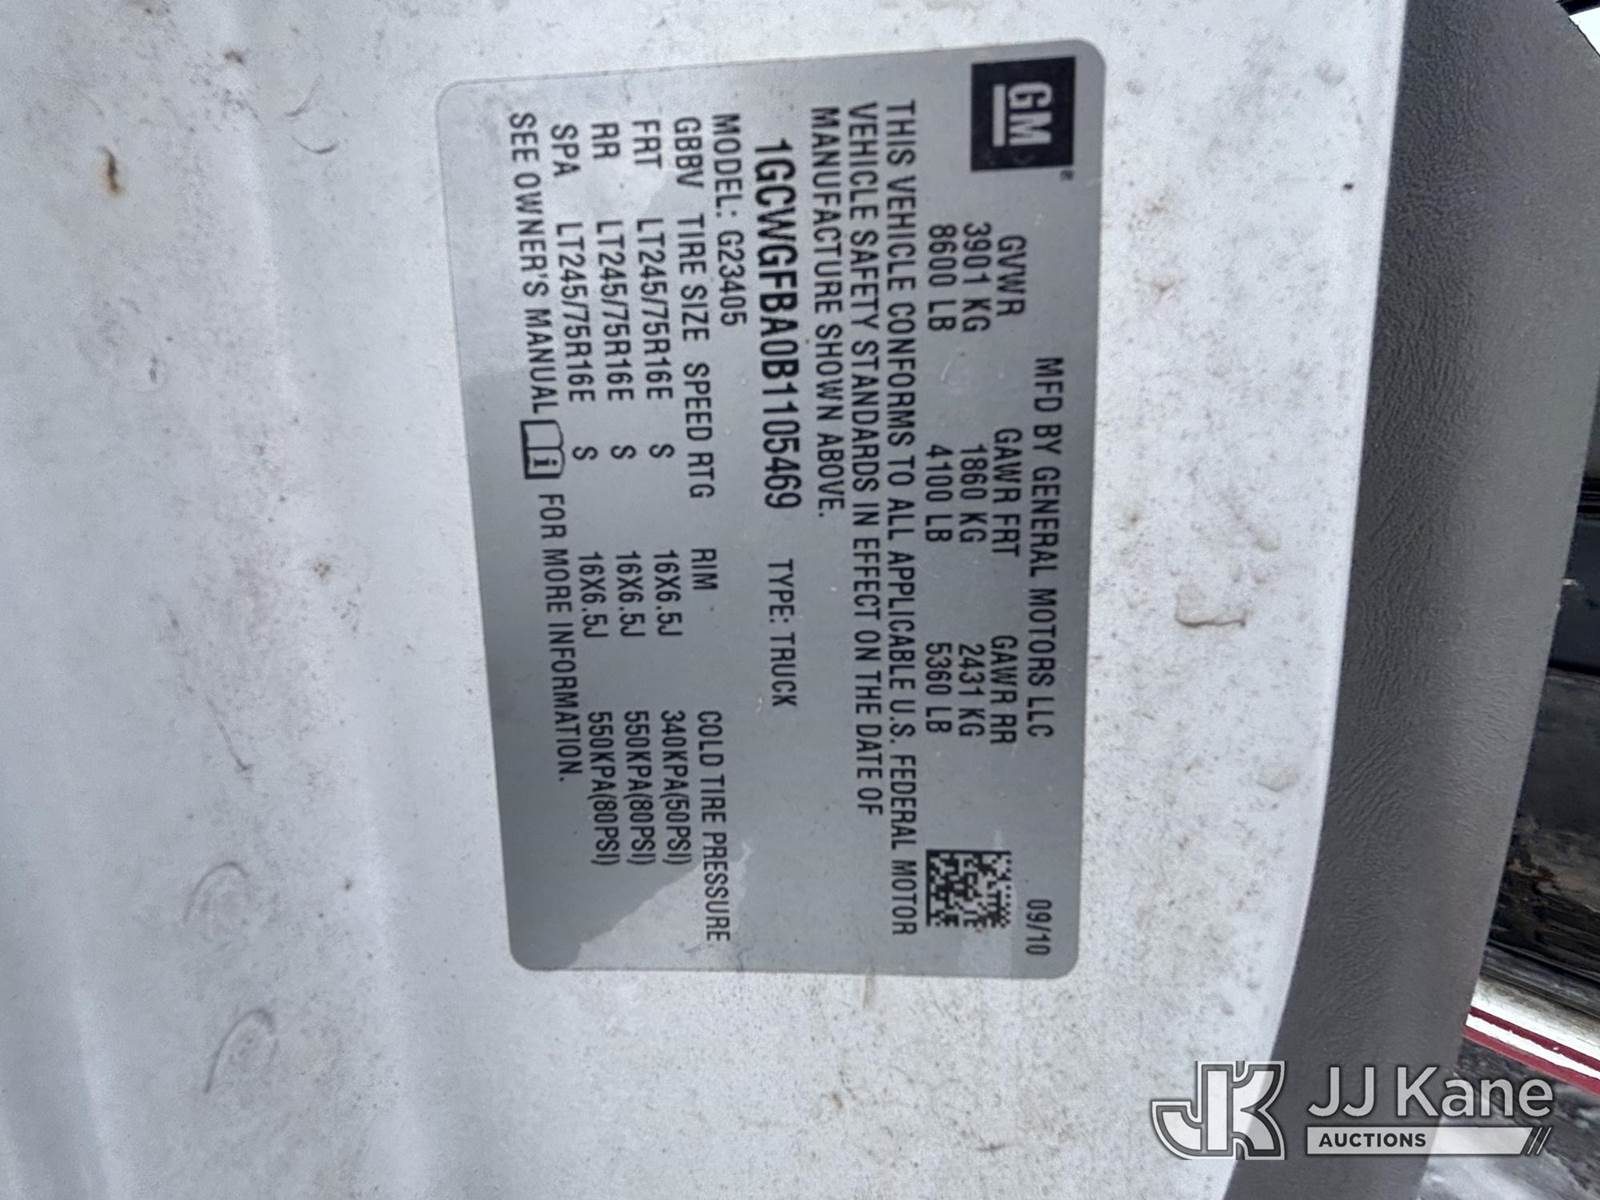 GM®
MFD BY GENERAL MOTORS LLC 09/10
GVWR GAWR FRT GAWR RR
3901 KG 1860 KG 2431 KG
8600 LB 4100 LB 5360 LB
THIS VEHICLE CONFORMS TO ALL APPLICABLE U.S. FEDERAL MOTOR
VEHICLE SAFETY STANDARDS IN EFFECT ON THE DATE OF
MANUFACTURE SHOWN ABOVE.
1GCWGFBA0B1105469 TYPE: TRUCK
MODEL: G23405
GBBV TIRE SIZE SPEED RTG RIM COLD TIRE PRESSURE
FRT LT245/75R16E S 16X6.5J 340KPA(50PSI)
RR LT245/75R16E S 16X6.5J 550KPA(80PSI)
SPA LT245/75R16E S 16X6.5J 550KPA(80PSI)
SEE OWNER'S MANUAL i FOR MORE INFORMATION.
JK JJ Kane
AUCTIONS